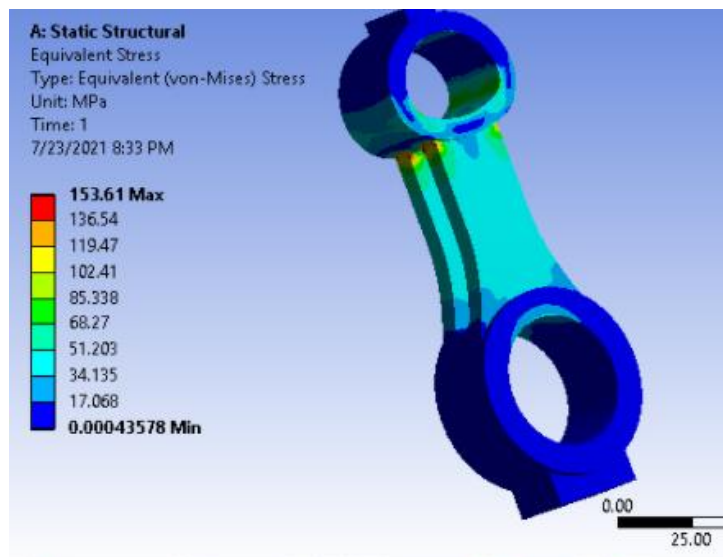 A: Static Structural
Equivalent Stress
Type: Equivalent (von-Mises) Stress
Unit: MPa
Time: 1
7/23/2021 8:33 PM
153.61 Max
136.54
119.47
102.41
85.338
68.27
51.203
34.135
17.068
0.00043578 Min
0.00
25.00